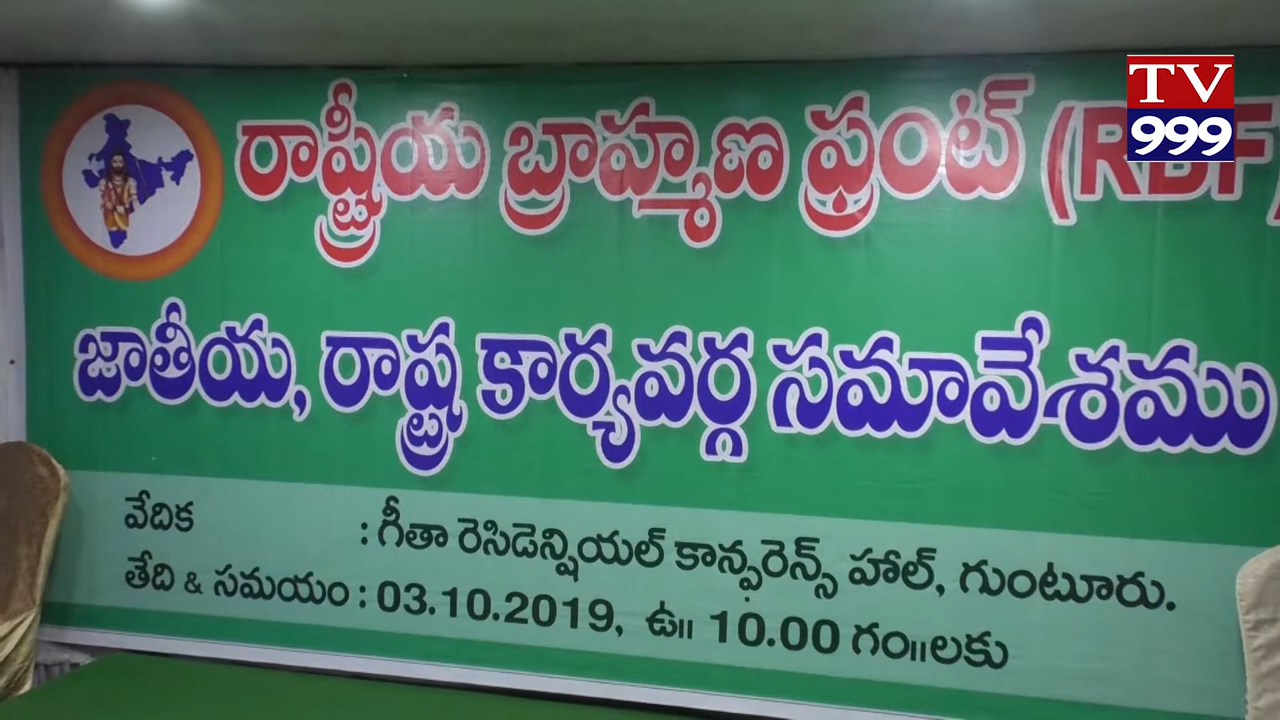 TV
999
రాష్ట్రీయ బ్రాహ్మణ ఫ్రంట్ (RBF)
జాతీయ, రాష్ట్ర కార్యవర్గ సమావేశము
వేదిక : గీతా రెసిడెన్షియల్ కాన్ఫరెన్స్ హాల్, గుంటూరు.
తేది & సమయం : 03.10.2019, ఉ॥ 10.00 గం॥లకు